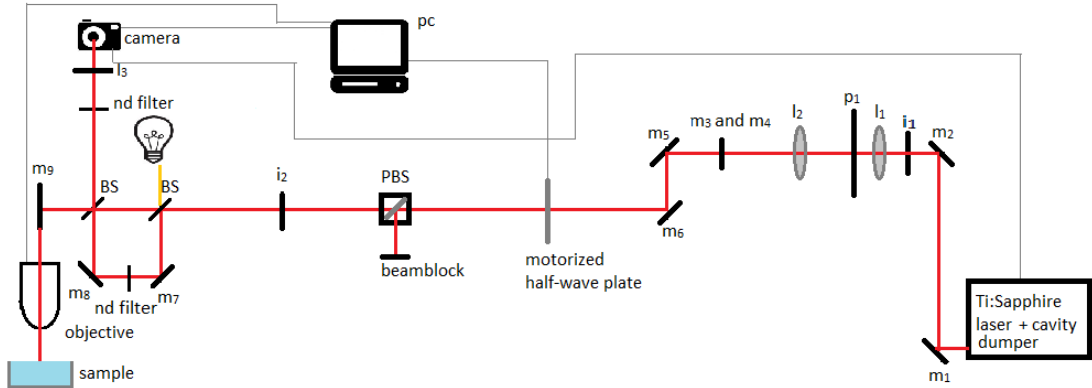 camera
pc
l3
nd filter
m9
BS
BS
i2
PBS
m5
m3 and m4
l2
p1
l1
i1
m2
m6
beamblock
motorized
half-wave plate
m8
m7
nd filter
objective
sample
Ti:Sapphire
laser + cavity
dumper
m1